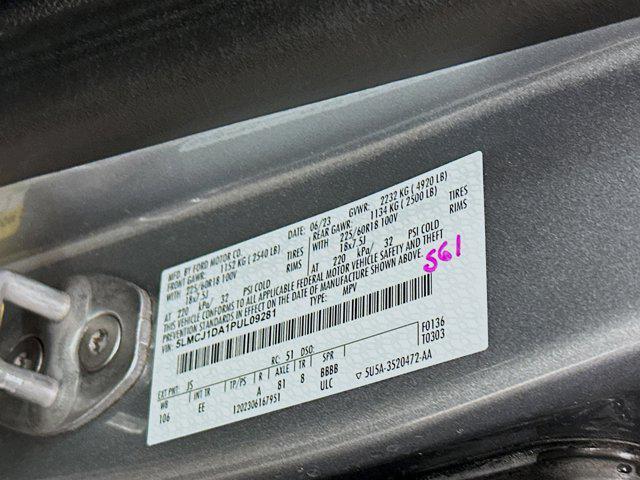 MFD. BY FORD MOTOR CO.
DATE: 06/23 GVWR: 2232 KG ( 4920 LB)
FRONT GAWR: 1152 KG ( 2540 LB)
REAR GAWR: 1134 KG ( 2500 LB)
WITH 225/60R18 100V TIRES
WITH 225/60R18 100V TIRES
18x7.5J RIMS
18x7.5J RIMS
AT 220 kPa/ 32 PSI COLD
AT 220 kPa/ 32 PSI COLD
THIS VEHICLE CONFORMS TO ALL APPLICABLE FEDERAL MOTOR VEHICLE SAFETY AND THEFT
PREVENTION STANDARDS IN EFFECT ON THE DATE OF MANUFACTURE SHOWN ABOVE.
561
VIN: 5LMCJ1DA1PUL09281
TYPE: MPV
EXT PNT: JS RC: 51 DSO:
F0136
T0303
WB INT TR TP/PS R AXLE TR SPR
106 EE A 81 8 BBBB
1202306167951 ULC
5U5A-3520472-AA